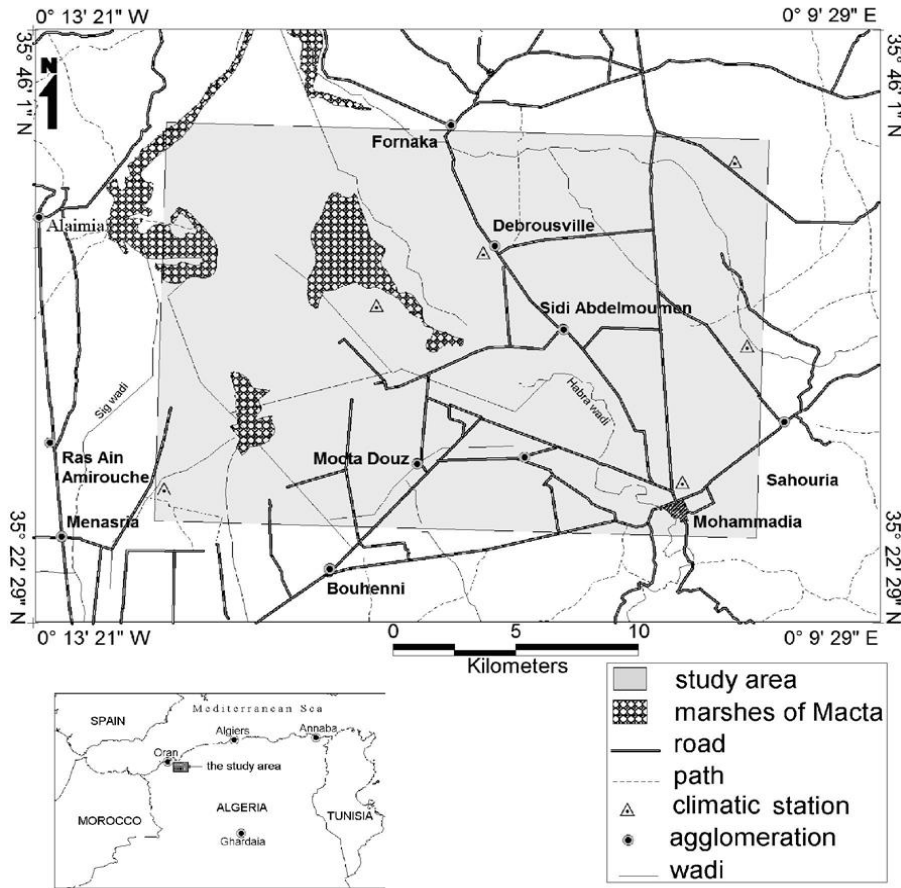 0° 13' 21" W
0° 9' 29" E
35° 46' 1" N
35° 46' 1" N
N
Fornaka
Alaimia
Debrousville
Sidi Abdelmoumen
Sig wadi
Habra wadi
Ras Ain
Amirouche
Mocta Douz
Sahouria
Menasria
Mohammadia
Bouhenni
35° 22' 29" N
35° 22' 29" N
0° 13' 21" W
0° 9' 29" E
0 5 10
Kilometers
study area
marshes of Macta
road
path
climatic station
agglomeration
wadi
Mediterranean Sea
SPAIN
Algiers
Annaba
Oran
the study area
MOROCCO
ALGERIA
TUNISIA
Ghardaia